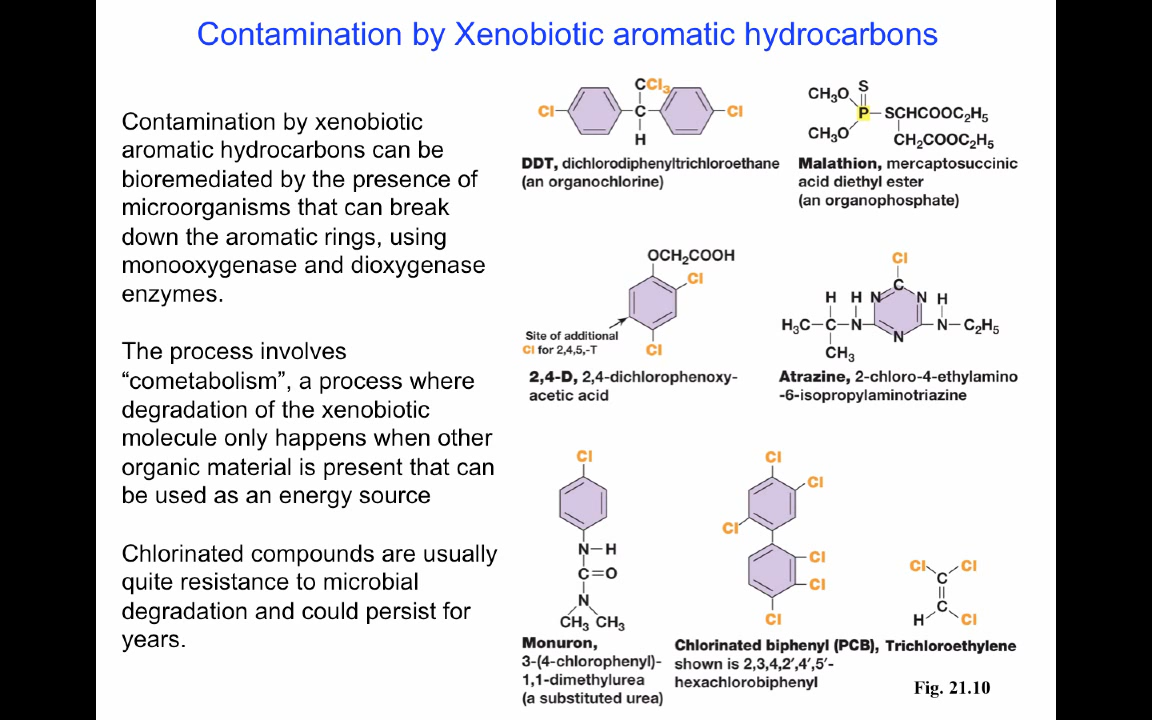 Contamination by Xenobiotic aromatic hydrocarbons
Contamination by xenobiotic
aromatic hydrocarbons can be
bioremediated by the presence of
microorganisms that can break
down the aromatic rings, using
monooxygenase and dioxygenase
enzymes.
The process involves
“cometabolism”, a process where
degradation of the xenobiotic
molecule only happens when other
organic material is present that can
be used as an energy source
Chlorinated compounds are usually
quite resistance to microbial
degradation and could persist for
years.
CCl3
Cl C Cl
H
DDT, dichlorodiphenyltrichloroethane
(an organochlorine)
CH3O S
P SCHCOOC2H5
CH3O CH2COOC2H5
Malathion, mercaptosuccinic
acid diethyl ester
(an organophosphate)
OCH2COOH
Cl
Site of additional
Cl for 2,4,5,-T
Cl
2,4-D, 2,4-dichlorophenoxy-
acetic acid
Cl
C
H H N N H
H3C C N N C2H5
N
CH3
Atrazine, 2-chloro-4-ethylamino
-6-isopropylaminotriazine
Cl
N H
C=O
N
CH3 CH3
Monuron,
3-(4-chlorophenyl)-
1,1-dimethylurea
(a substituted urea)
Cl
Cl
Cl
Cl
Cl
Cl
Chlorinated biphenyl (PCB),
shown is 2,3,4,2′,4′,5′-
hexachlorobiphenyl
Cl Cl
C
C
H Cl
Trichloroethylene
Fig. 21.10